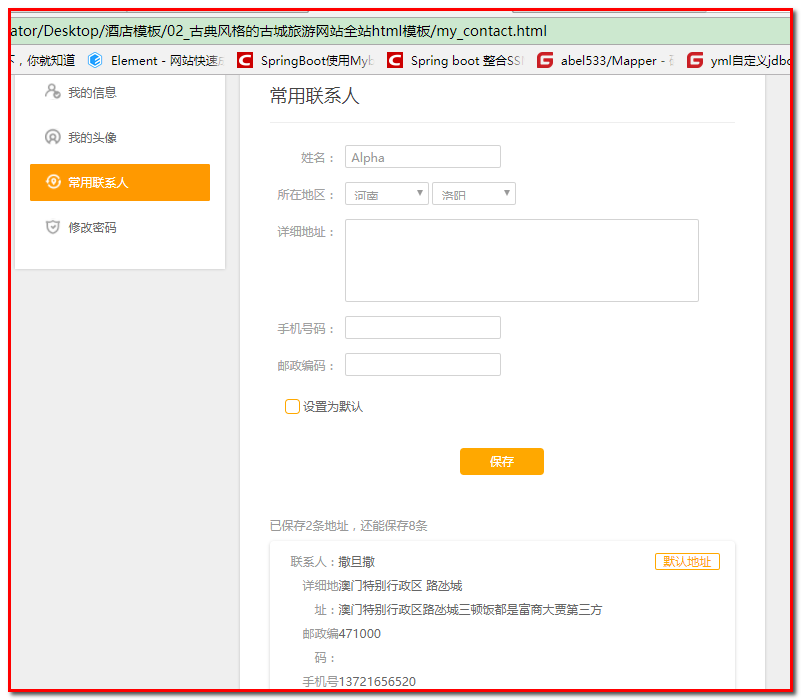 ator/Desktop/酒店模板/02_古典风格的古城旅游网站全站html模板/my_contact.html
，你就知道 Element - 网站快速 SpringBoot使用Myb Spring boot 整合SS abel533/Mapper - yml自定义jdbc
我的信息
我的头像
常用联系人
修改密码
常用联系人
姓名： Alpha
所在地区： 河南 洛阳
详细地址：
手机号码：
邮政编码：
设置为默认
保存
已保存2条地址，还能保存8条
联系人：撒旦撒 默认地址
详细地澳门特别行政区 路氹城
址：澳门特别行政区路氹城三顿饭都是富商大贾第三方
邮政编471000
码：
手机号13721656520